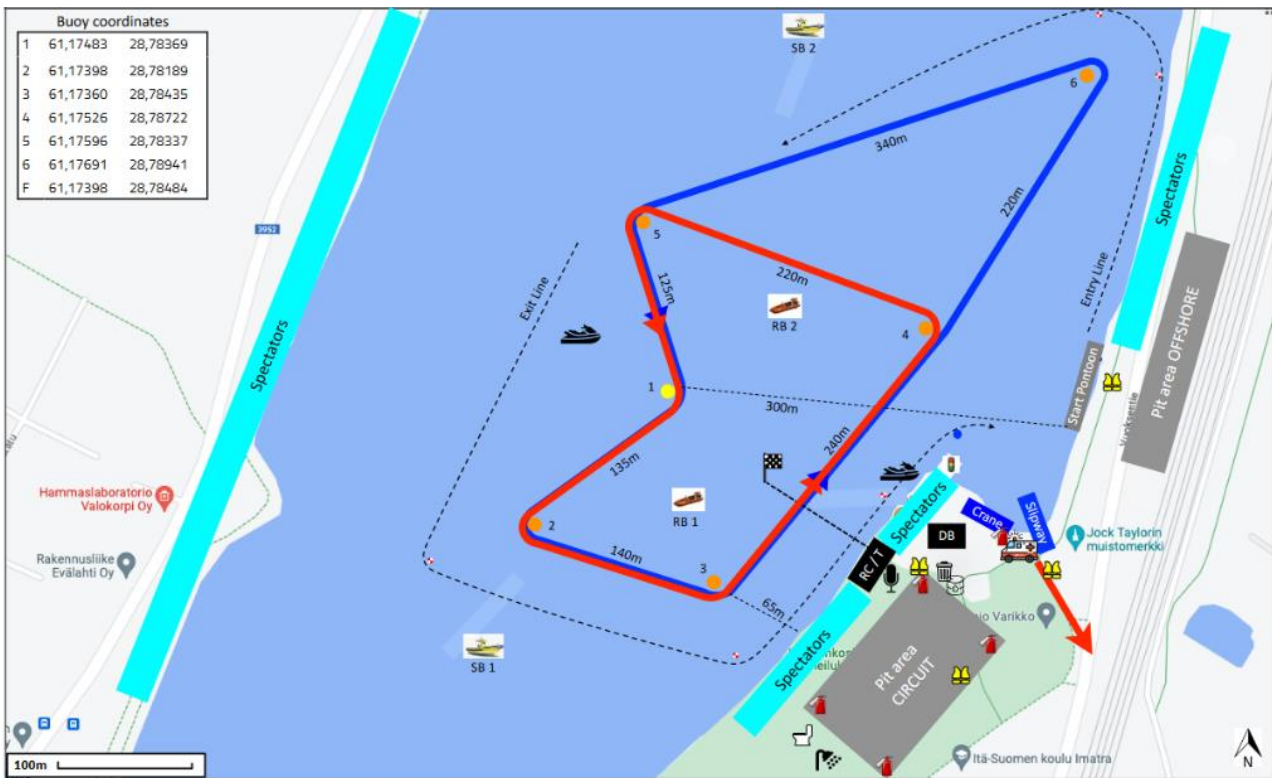 Buoy coordinates
1 61,17483 28,78369
2 61,17398 28,78189
3 61,17360 28,78435
4 61,17526 28,78722
5 61,17596 28,78337
6 61,17691 28,78941
F 61,17398 28,78484
SB 2
6
340m
220m
Spectators
3952
Spectators
5
Exit Line
125m
220m
RB 2
4
Entry Line
Start Pontoon
Pit area OFFSHORE
1
300m
135m
240m
Hammaslaboratorio
Valokorpi Oy
RB 1
2
Spectators
Crane
Slipway
DB
Jock Taylorin
muistomerkki
Rakennusliike
Evälahti Oy
140m
3
RC / T
65m
Varikko
Spectators
Pit area
CIRCUIT
SB 1
Itä-Suomen koulu Imatra
100m
N